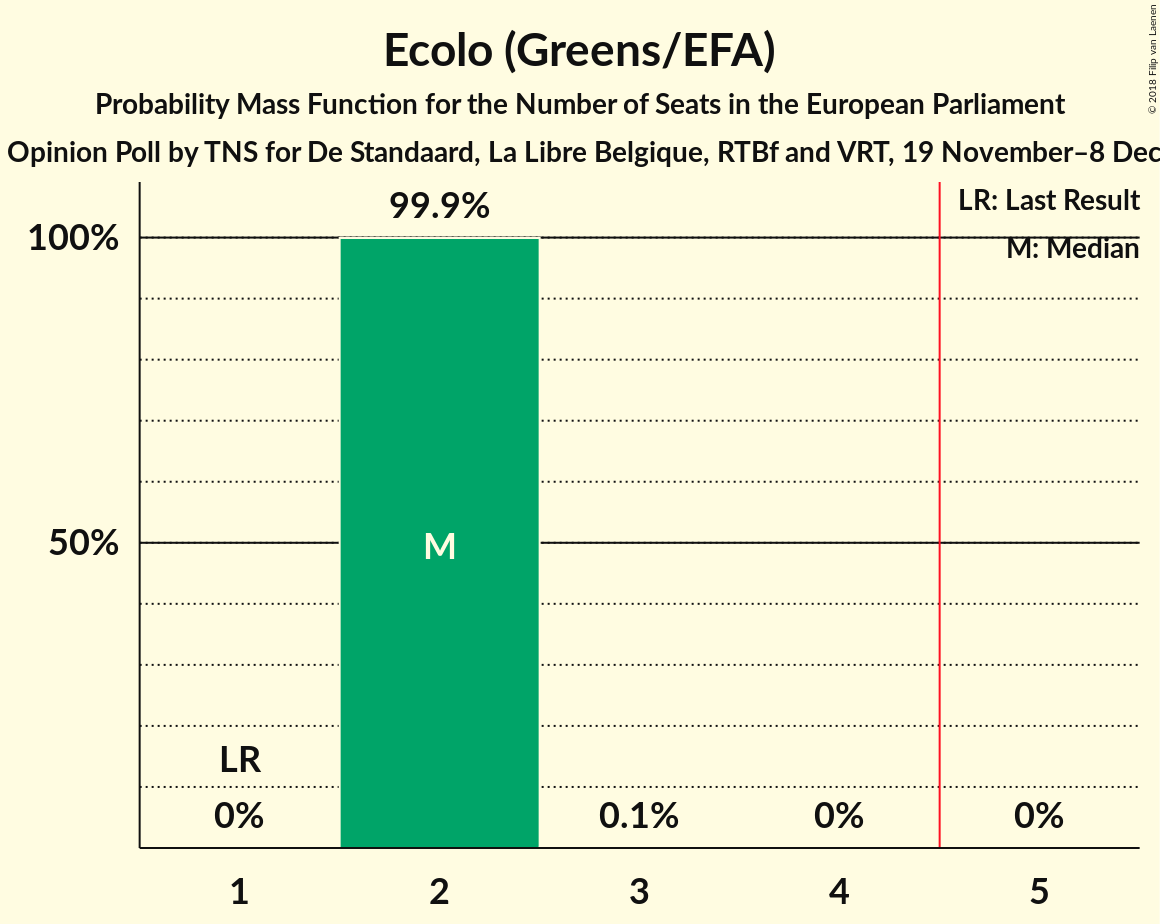 Ecolo (Greens/EFA)
Probability Mass Function for the Number of Seats in the European Parliament
Opinion Poll by TNS for De Standaard, La Libre Belgique, RTBf and VRT, 19 November–8 Dec
© 2018 Filip van Laenen
LR: Last Result
M: Median
99.9%
100%
50%
M
LR
0%
0.1%
0%
0%
1
2
3
4
5